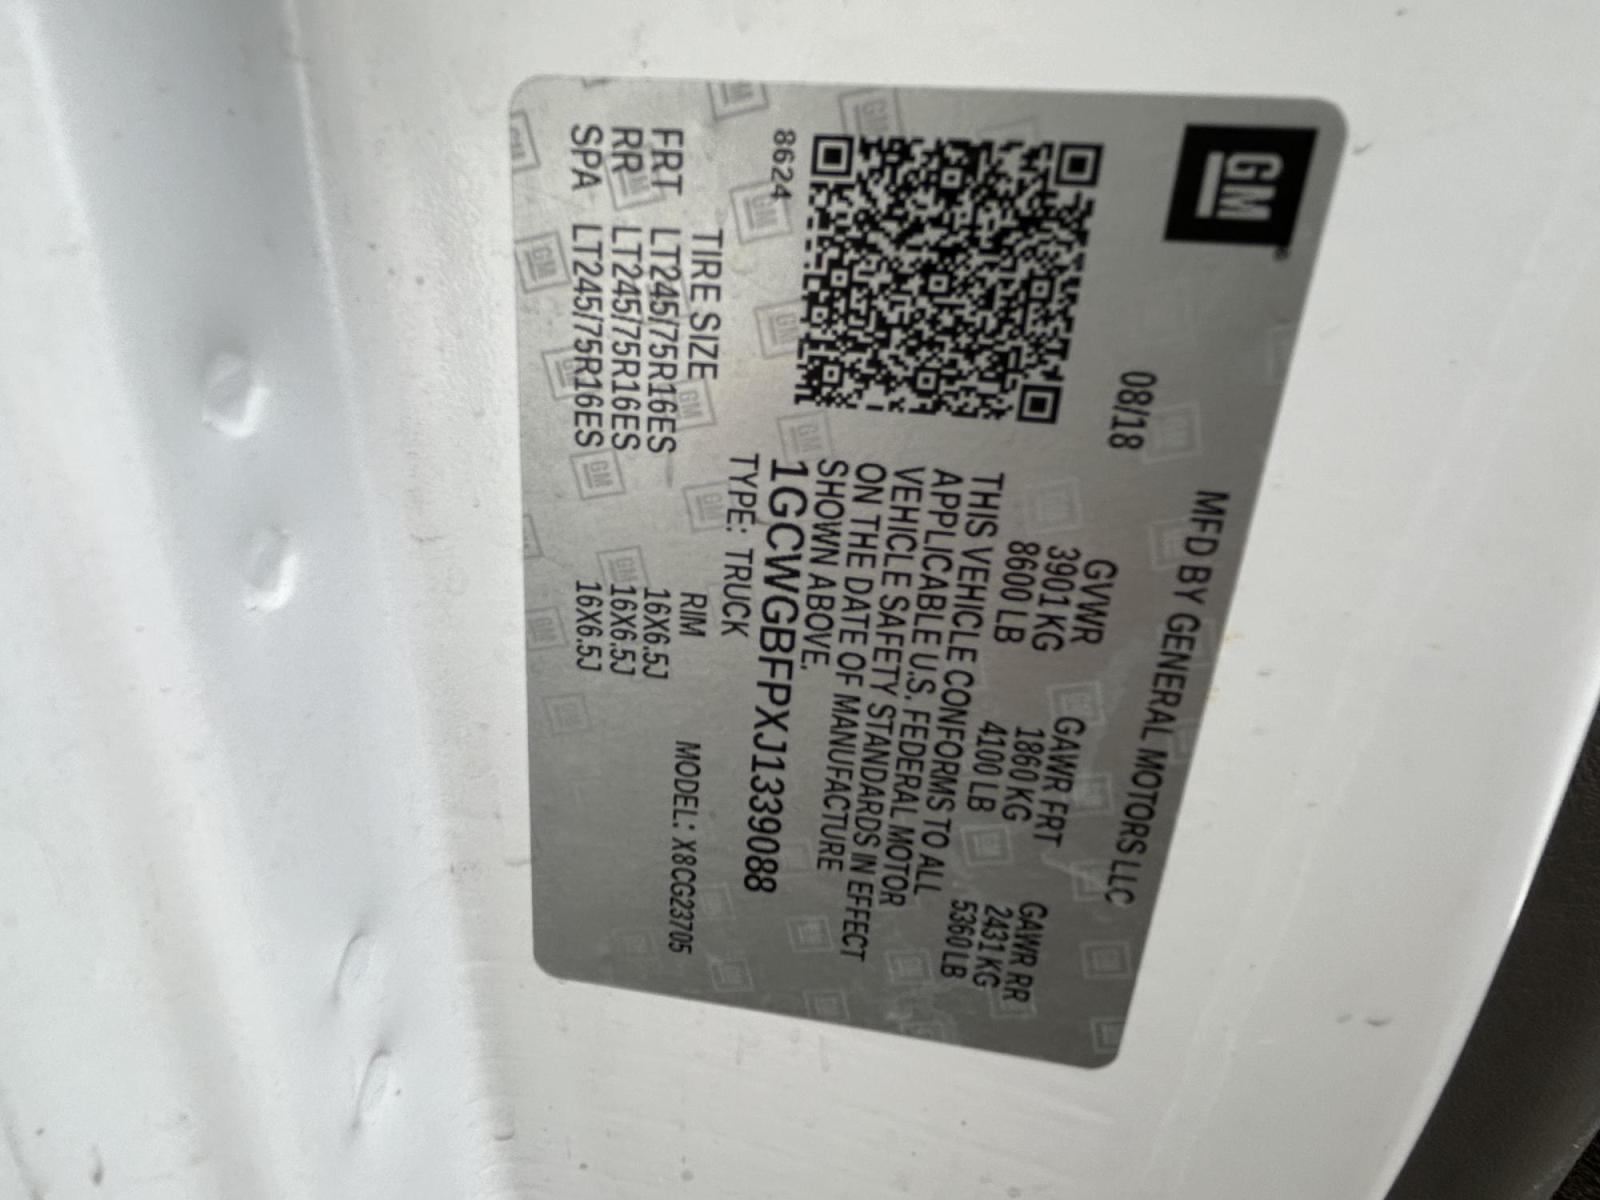 GM
MFD BY GENERAL MOTORS LLC
08/18
GVWR GAWR FRT GAWR RR
3901 KG 1860 KG 2431 KG
8600 LB 4100 LB 5360 LB
THIS VEHICLE CONFORMS TO ALL
APPLICABLE U.S. FEDERAL MOTOR
VEHICLE SAFETY STANDARDS IN EFFECT
ON THE DATE OF MANUFACTURE
SHOWN ABOVE.
1GCWGBFPXJ1339088
8624
TYPE: TRUCK
TIRE SIZE RIM MODEL: X8CG23705
FRT LT245/75R16ES 16X6.5J
RR LT245/75R16ES 16X6.5J
SPA LT245/75R16ES 16X6.5J